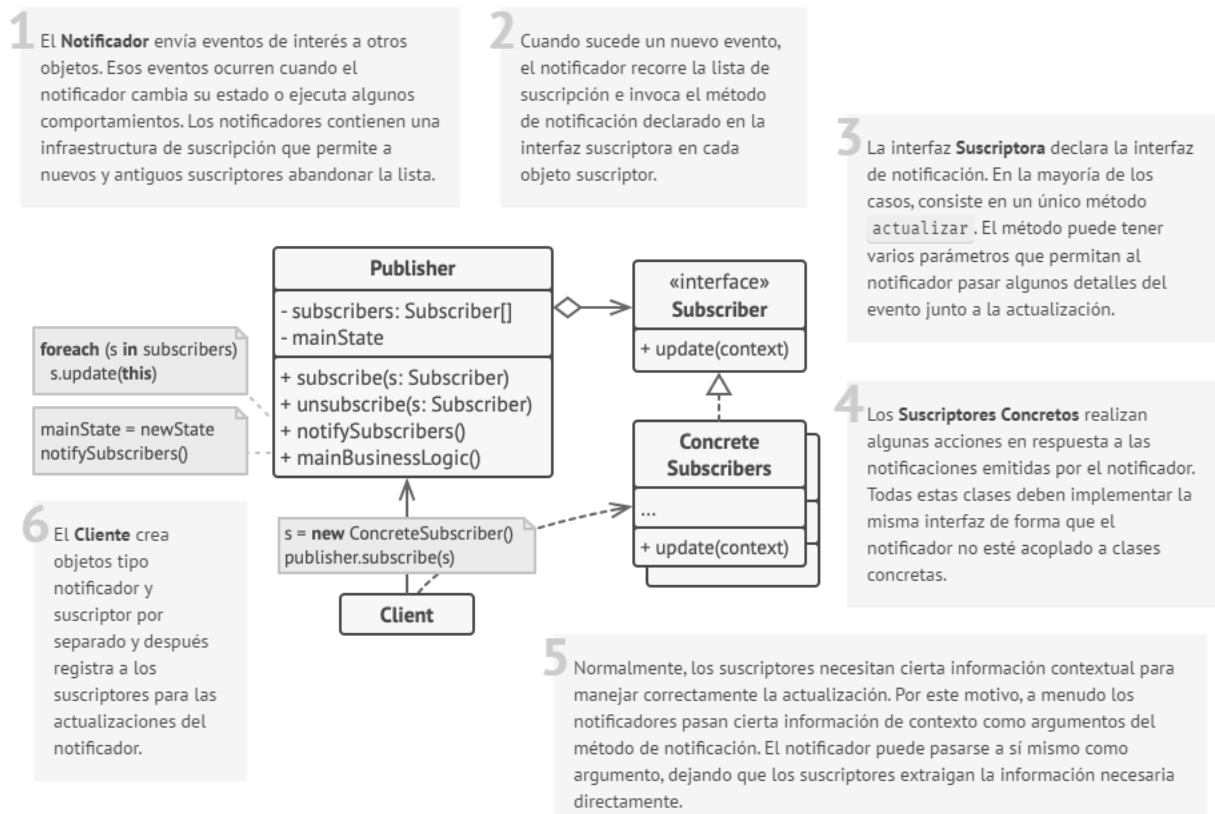 1
El Notificador envía eventos de interés a otros
objetos. Esos eventos ocurren cuando el
notificador cambia su estado o ejecuta algunos
comportamientos. Los notificadores contienen una
infraestructura de suscripción que permite a
nuevos y antiguos suscriptores abandonar la lista.
2
Cuando sucede un nuevo evento,
el notificador recorre la lista de
suscripción e invoca el método
de notificación declarado en la
interfaz suscriptora en cada
objeto suscriptor.
3
La interfaz Suscriptora declara la interfaz
de notificación. En la mayoría de los
casos, consiste en un único método
actualizar. El método puede tener
varios parámetros que permitan al
notificador pasar algunos detalles del
evento junto a la actualización.
Publisher
- subscribers: Subscriber[]
- mainState
+ subscribe(s: Subscriber)
+ unsubscribe(s: Subscriber)
+ notifySubscribers()
+ mainBusinessLogic()
«interface»
Subscriber
+ update(context)
foreach (s in subscribers)
s.update(this)
mainState = newState
notifySubscribers()
4
Los Suscriptores Concretos realizan
algunas acciones en respuesta a las
notificaciones emitidas por el notificador.
Todas estas clases deben implementar la
misma interfaz de forma que el
notificador no esté acoplado a clases
concretas.
Concrete
Subscribers
...
+ update(context)
6
El Cliente crea
objetos tipo
notificador y
suscriptor por
separado y después
registra a los
suscriptores para las
actualizaciones del
notificador.
s = new ConcreteSubscriber()
publisher.subscribe(s)
Client
5
Normalmente, los suscriptores necesitan cierta información contextual para
manejar correctamente la actualización. Por este motivo, a menudo los
notificadores pasan cierta información de contexto como argumentos del
método de notificación. El notificador puede pasarse a sí mismo como
argumento, dejando que los suscriptores extraigan la información necesaria
directamente.